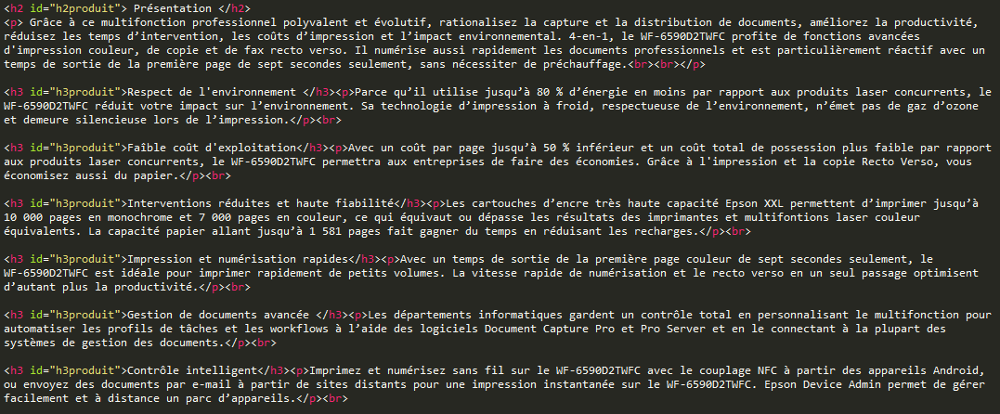 <h2 id="h2produit"> Présentation </h2>
<p> Grâce à ce multifonction professionnel polyvalent et évolutif, rationalisez la capture et la distribution de documents, améliorez la productivité,
réduisez les temps d’intervention, les coûts d’impression et l’impact environnemental. 4-en-1, le WF-6590D2TWFC profite de fonctions avancées
d'impression couleur, de copie et de fax recto verso. Il numérise aussi rapidement les documents professionnels et est particulièrement réactif avec un
temps de sortie de la première page de sept secondes seulement, sans nécessiter de préchauffage.<br><br></p>
<h3 id="h3produit">Respect de l'environnement </h3><p>Parce qu’il utilise jusqu’à 80 % d’énergie en moins par rapport aux produits laser concurrents, le
WF-6590D2TWFC réduit votre impact sur l’environnement. Sa technologie d’impression à froid, respectueuse de l’environnement, n’émet pas de gaz d’ozone
et demeure silencieuse lors de l’impression.</p><br>
<h3 id="h3produit">Faîble coût d'exploitation</h3><p>Avec un coût par page jusqu’à 50 % inférieur et un coût total de possession plus faible par rapport
aux produits laser concurrents, le WF-6590D2TWFC permettra aux entreprises de faire des économies. Grâce à l'impression et la copie Recto Verso, vous
économisez aussi du papier.</p><br>
<h3 id="h3produit">Interventions réduites et haute fiabilité</h3><p>Les cartouches d’encre très haute capacité Epson XXL permettent d’imprimer jusqu’à
10 000 pages en monochrome et 7 000 pages en couleur, ce qui équivaut ou dépasse les résultats des imprimantes et multifontions laser couleur
équivalents. La capacité papier allant jusqu’à 1 581 pages fait gagner du temps en réduisant les recharges.</p><br>
<h3 id="h3produit">Impression et numérisation rapides</h3><p>Avec un temps de sortie de la première page couleur de sept secondes seulement, le
WF-6590D2TWFC est idéale pour imprimer rapidement de petits volumes. La vitesse rapide de numérisation et le recto verso en un seul passage optimisent
d’autant plus la productivité.</p><br>
<h3 id="h3produit">Gestion de documents avancée </h3><p>Les départements informatiques gardent un contrôle total en personnalisant le multifonction pour
automatiser les profils de tâches et les workflows à l’aide des logiciels Document Capture Pro et Pro Server et en le connectant à la plupart des
systèmes de gestion des documents.</p><br>
<h3 id="h3produit">Contrôle intelligent</h3><p>Imprimez et numérisez sans fil sur le WF-6590D2TWFC avec le couplage NFC à partir des appareils Android,
ou envoyez des documents par e-mail à partir de sites distants pour une impression instantanée sur le WF-6590D2TWFC. Epson Device Admin permet de gérer
facilement et à distance un parc d’appareils.</p><br>